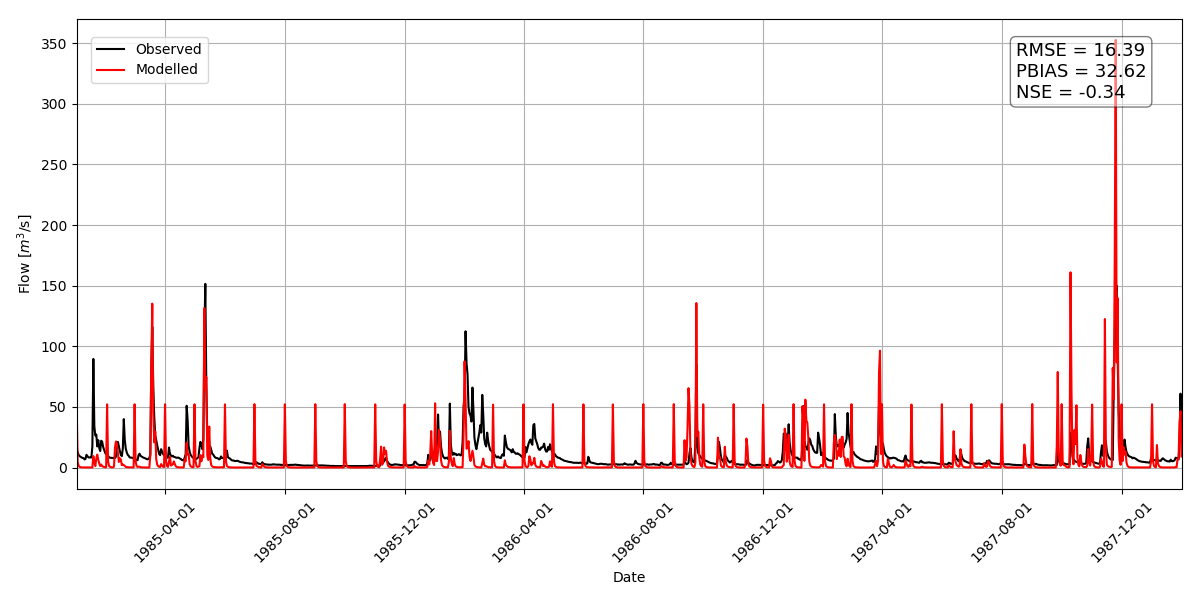 350
300
250
200
150
100
50
0
Flow [m³/s]
Observed
Modelled
RMSE = 16.39
PBIAS = 32.62
NSE = -0.34
1985-04-01
1985-08-01
1985-12-01
1986-04-01
1986-08-01
1986-12-01
1987-04-01
1987-08-01
1987-12-01
Date